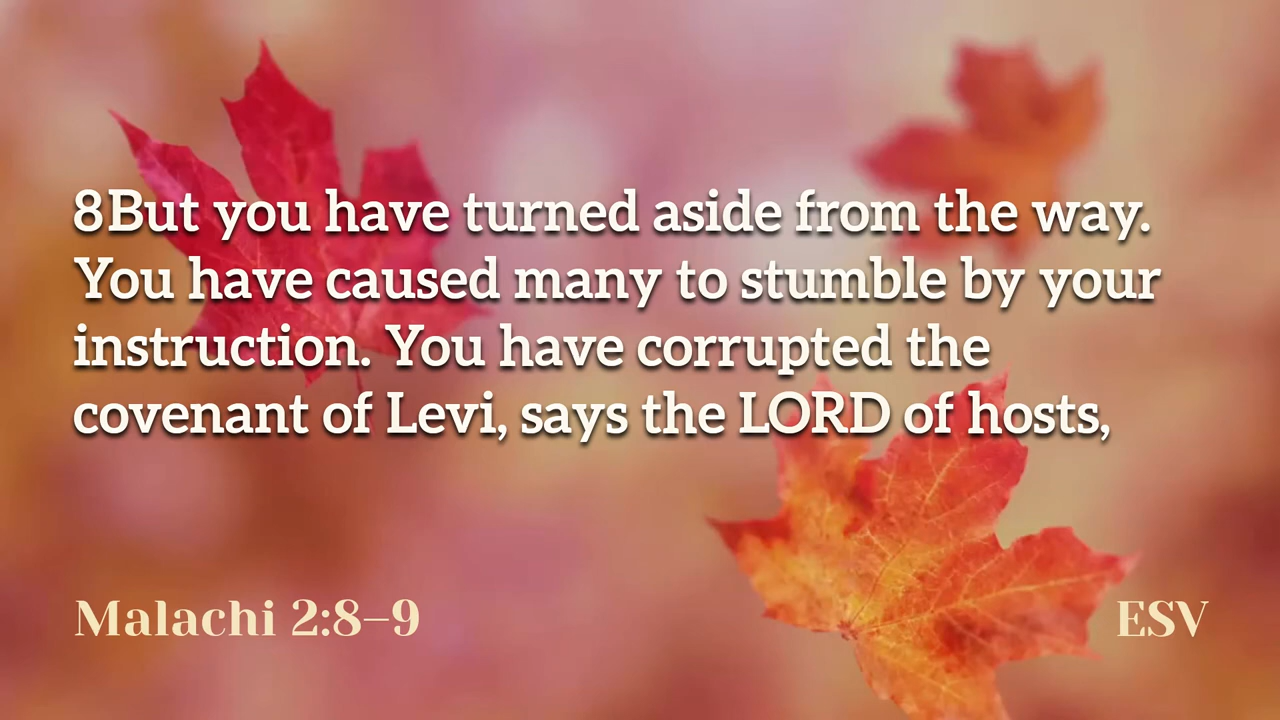 8But you have turned aside from the way.
You have caused many to stumble by your
instruction. You have corrupted the
covenant of Levi, says the LORD of hosts,
Malachi 2:8–9
ESV